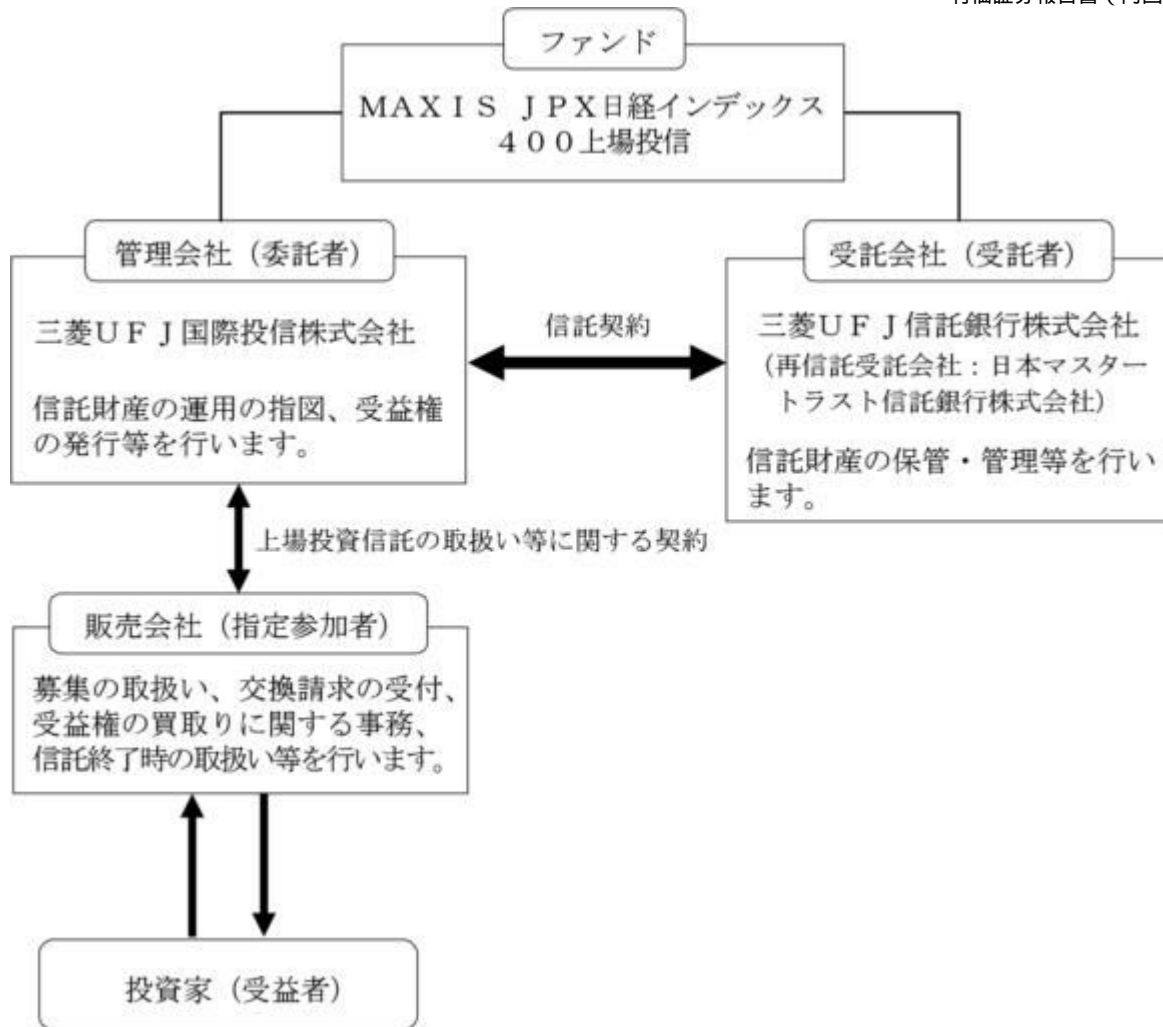 ファンド
ＭＡＸＩＳ ＪＰＸ日経インデックス
４００上場投信
管理会社（委託者）
三菱ＵＦＪ国際投信株式会社
信託財産の運用の指図、受益権
の発行等を行います。
信託契約
受託会社（受託者）
三菱ＵＦＪ信託銀行株式会社
（再信託受託会社：日本マスター
トラスト信託銀行株式会社）
信託財産の保管・管理等を行い
ます。
上場投資信託の取扱い等に関する契約
販売会社（指定参加者）
募集の取扱い、交換請求の受付、
受益権の買取りに関する事務、
信託終了時の取扱い等を行います。
投資家（受益者）